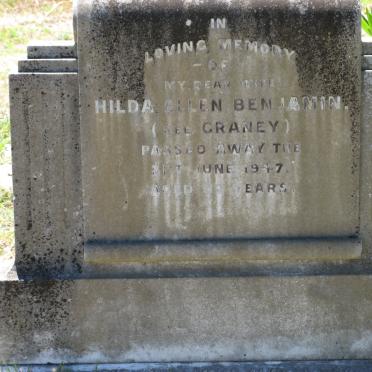 IN
LOVING MEMORY
OF
MY DEAR WIFE
HILDA ELLEN BENJAMIN.
(NEE GRANEY)
PASSED AWAY THE
JUNE 1947.
AGED YEARS